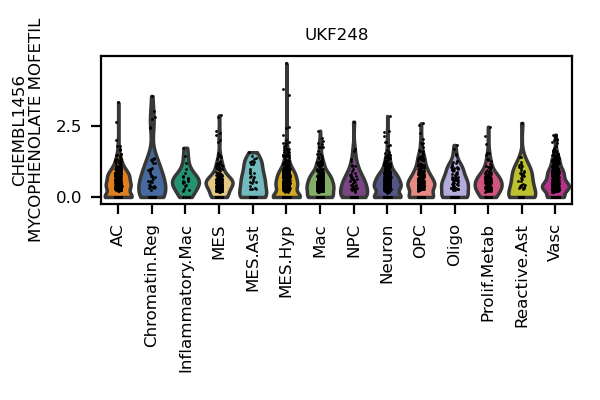 UKF248
CHEMBL1456
MYCOPHENOLATE MOFETIL
2.5
0.0
AC
Chromatin.Reg
Inflammatory.Mac
MES
MES.Ast
MES.Hyp
Mac
NPC
Neuron
OPC
Oligo
Prolif.Metab
Reactive.Ast
Vasc